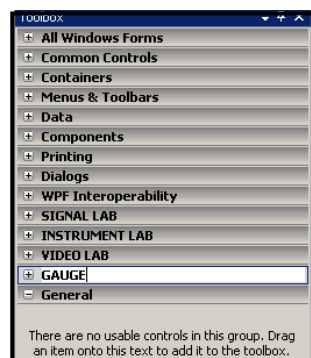 Toolbox
All Windows Forms
Common Controls
Containers
Menus & Toolbars
Data
Components
Printing
Dialogs
WPF Interoperability
SIGNAL LAB
INSTRUMENT LAB
VIDEO LAB
GAUGE
General
There are no usable controls in this group. Drag
an item onto this text to add it to the toolbox.